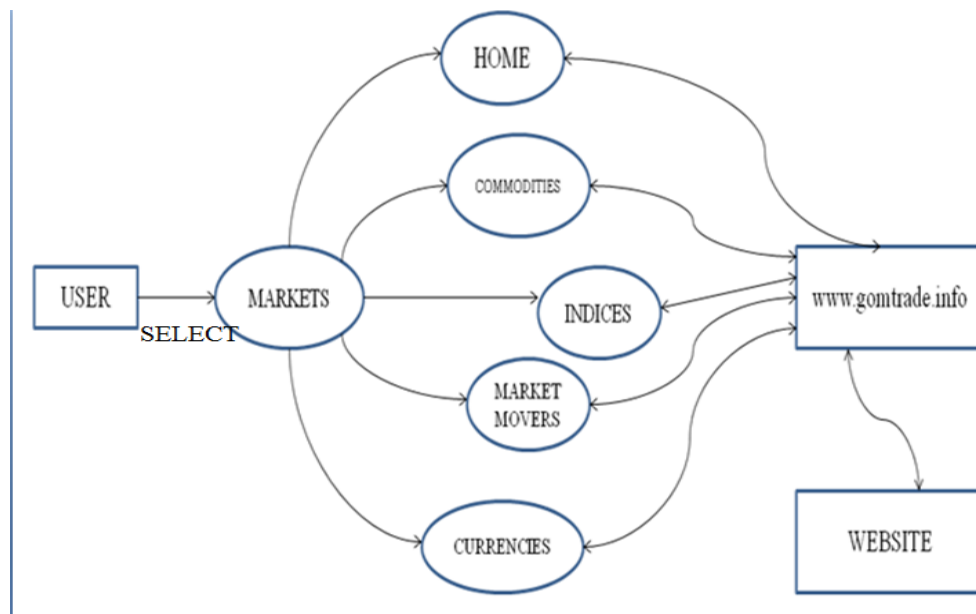 HOME
COMMODITIES
USER
SELECT
MARKETS
INDICES
www.gomtrade.info
MARKET
MOVERS
CURRENCIES
WEBSITE